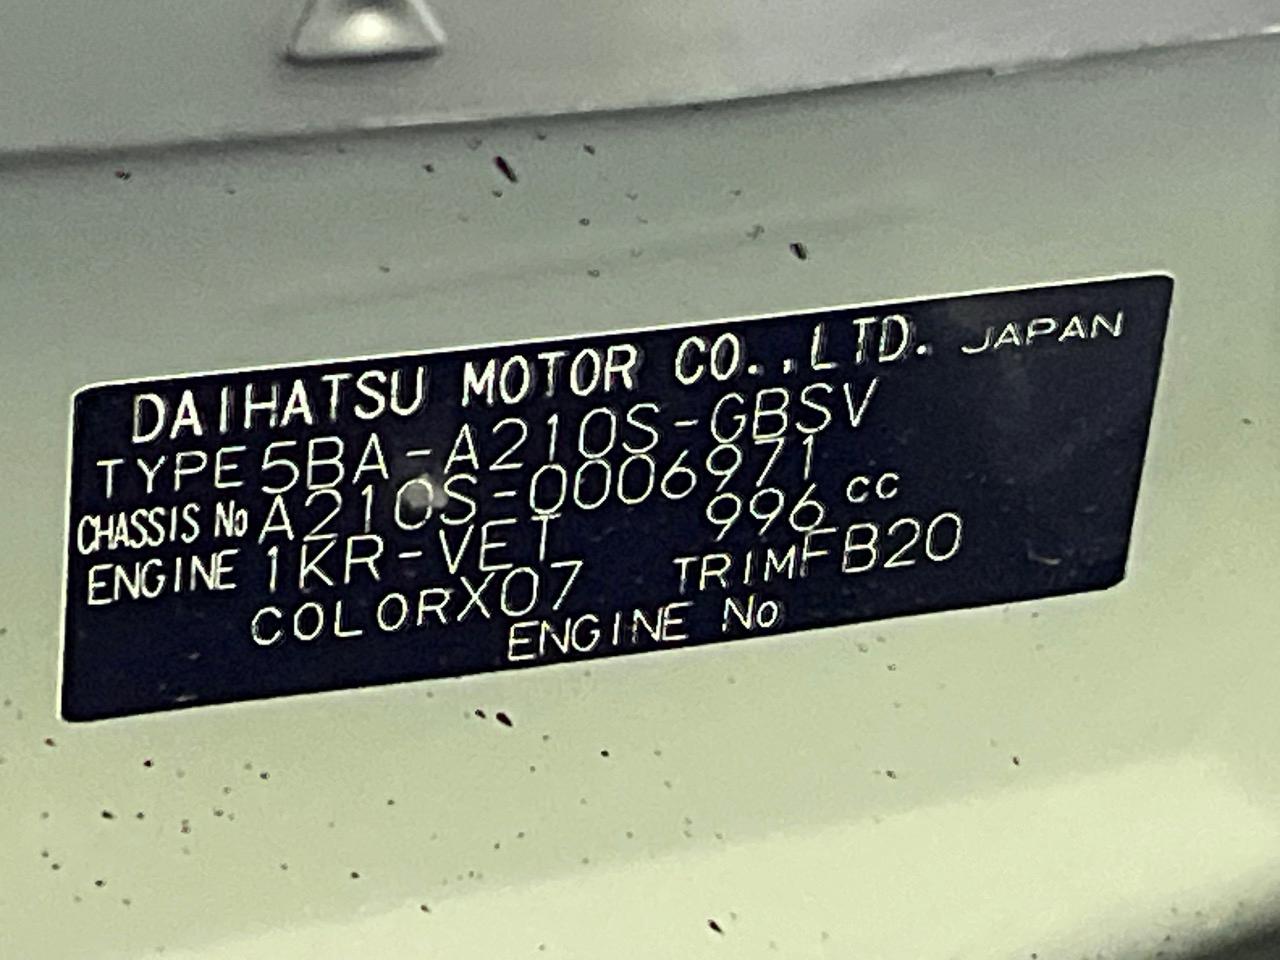 DAIHATSU MOTOR CO.,LTD. JAPAN
TYPE 5BA-A210S-GBSV
CHASSIS No A210S-0006971
ENGINE 1KR-VET 996 cc
COLOR X07 TRIM FB20
ENGINE No